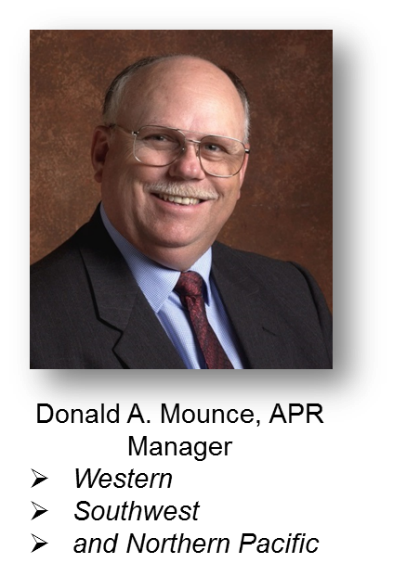 Donald A. Mounce, APR
Manager
➢ Western
➢ Southwest
➢ and Northern Pacific